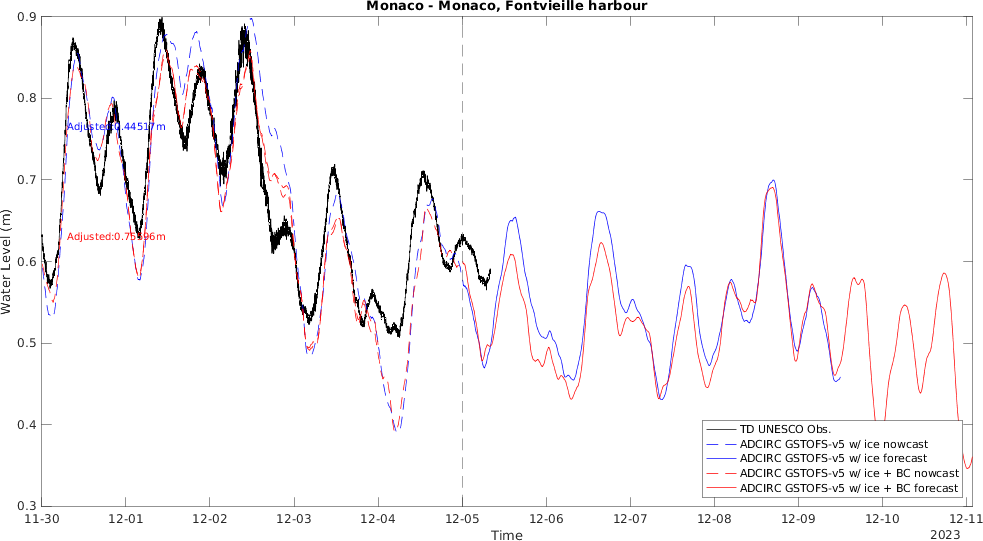 Monaco - Monaco, Fontvieille harbour
0.9
0.8
0.7
0.6
0.5
0.4
0.3
Water Level (m)
Adjusted:0.44517m
TD UNESCO Obs.
ADCIRC GSTOFS-v5 w/ ice nowcast
ADCIRC GSTOFS-v5 w/ ice forecast
ADCIRC GSTOFS-v5 w/ ice + BC nowcast
ADCIRC GSTOFS-v5 w/ ice + BC forecast
11-30 12-01 12-02 12-03 12-04 12-05 12-06 12-07 12-08 12-09 12-10 12-11
Time
2023